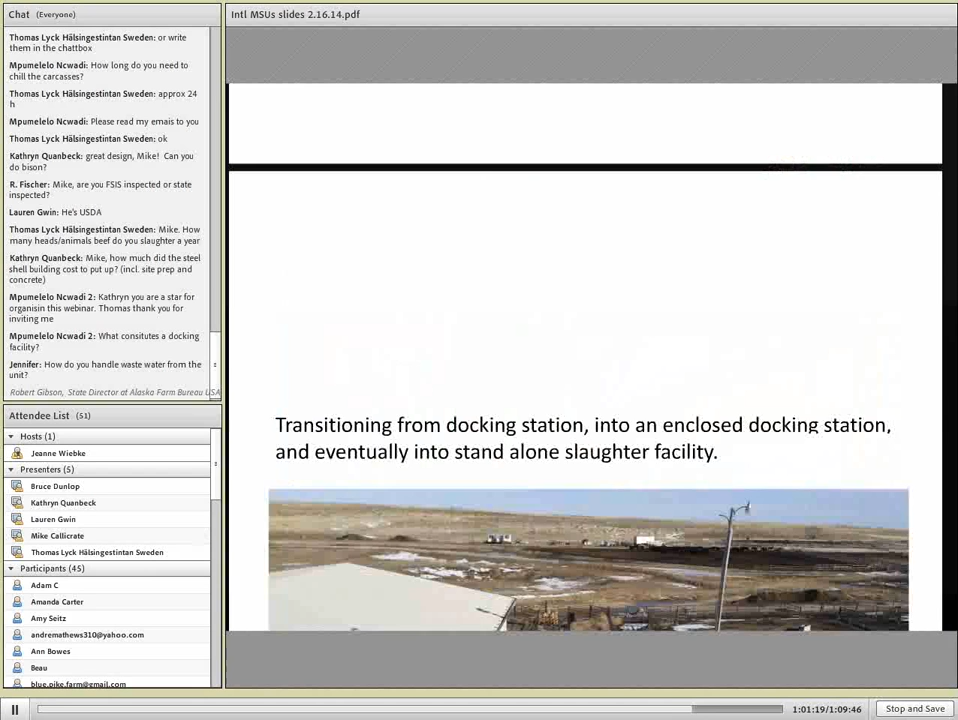 Chat (Everyone)
Thomas Lyck Hälsingestintan Sweden: or write
them in the chattbox
Mpumelelo Ncwadi: How long do you need to
chill the carcasses?
Thomas Lyck Hälsingestintan Sweden: approx 24
h
Mpumelelo Ncwadi: Please read my emais to you
Thomas Lyck Hälsingestintan Sweden: ok
Kathryn Quanbeck: great design, Mike! Can you
do bison?
R. Fischer: Mike, are you FSIS inspected or state
inspected?
Lauren Gwin: He's USDA
Thomas Lyck Hälsingestintan Sweden: Mike. How
many heads/animals beef do you slaughter a year
Kathryn Quanbeck: Mike, how much did the steel
shell building cost to put up? (incl. site prep and
concrete)
Mpumelelo Ncwadi 2: Kathryn you are a star for
organisin this webinar. Thomas thank you for
inviting me
Mpumelelo Ncwadi 2: What consitutes a docking
facility?
Jennifer: How do you handle waste water from the
unit?
Robert Gibson, State Director at Alaska Farm Bureau USA
Attendee List (51)
Hosts (1)
Jeanne Wiebke
Presenters (5)
Bruce Dunlop
Kathryn Quanbeck
Lauren Gwin
Mike Callicrate
Thomas Lyck Hälsingestintan Sweden
Participants (45)
Adam C
Amanda Carter
Amy Seitz
andremathews310@yahoo.com
Ann Bowes
Beau
blue.pike.farm@gmail.com
Intl MSUs slides 2.16.14.pdf
Transitioning from docking station, into an enclosed docking station,
and eventually into stand alone slaughter facility.
1:01:19/1:09:46
Stop and Save